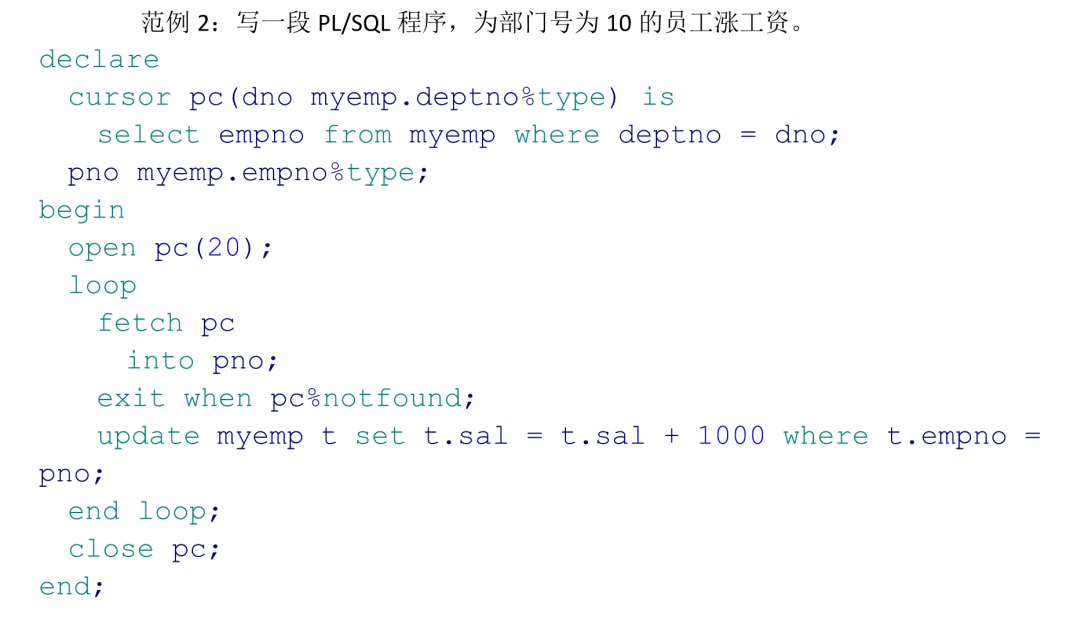 范例 2：写一段 PL/SQL 程序，为部门号为 10 的员工涨工资。
declare
cursor pc(dno myemp.deptno%type) is
select empno from myemp where deptno = dno;
pno myemp.empno%type;
begin
open pc(20);
loop
fetch pc
into pno;
exit when pc%notfound;
update myemp t set t.sal = t.sal + 1000 where t.empno =
pno;
end loop;
close pc;
end;